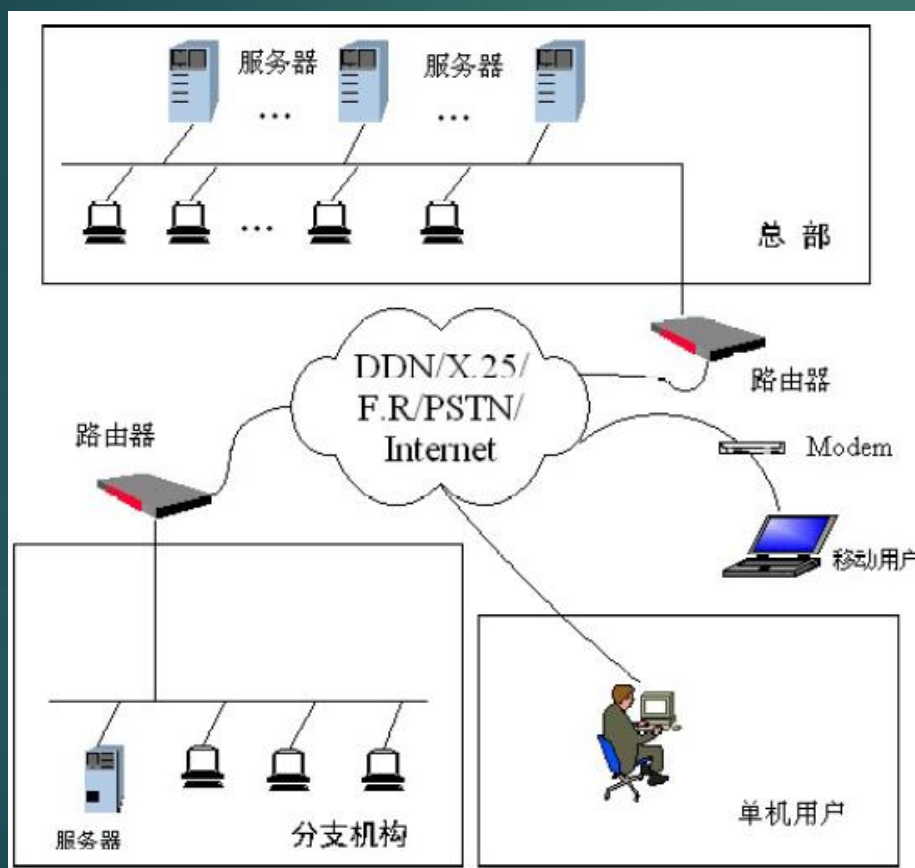 服务器
服务器
...
...
...
总 部
DDN/X.25/
F.R/PSTN/
Internet
路由器
路由器
Modem
移动用户
服务器
分支机构
单机用户